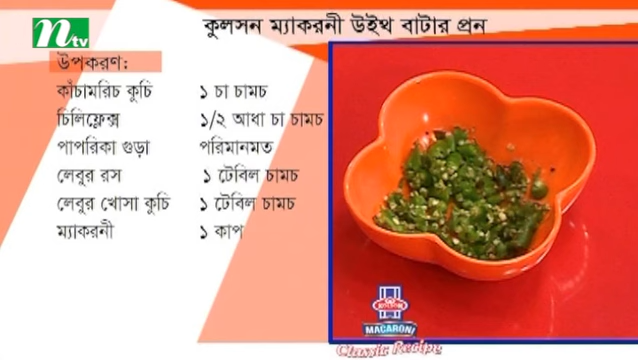 কুলসন ম্যাকরনী উইথ বাটার প্রন
ntv
উপকরণ:
কাঁচামরিচ কুচি ১ চা চামচ
চিলিফ্লেক্স ১/২ আধা চা চামচ
পাপরিকা গুড়া পরিমানমত
লেবুর রস ১ টেবিল চামচ
লেবুর খোসা কুচি ১ টেবিল চামচ
ম্যাকরনী ১ কাপ
MACARONI
Classic Recipe